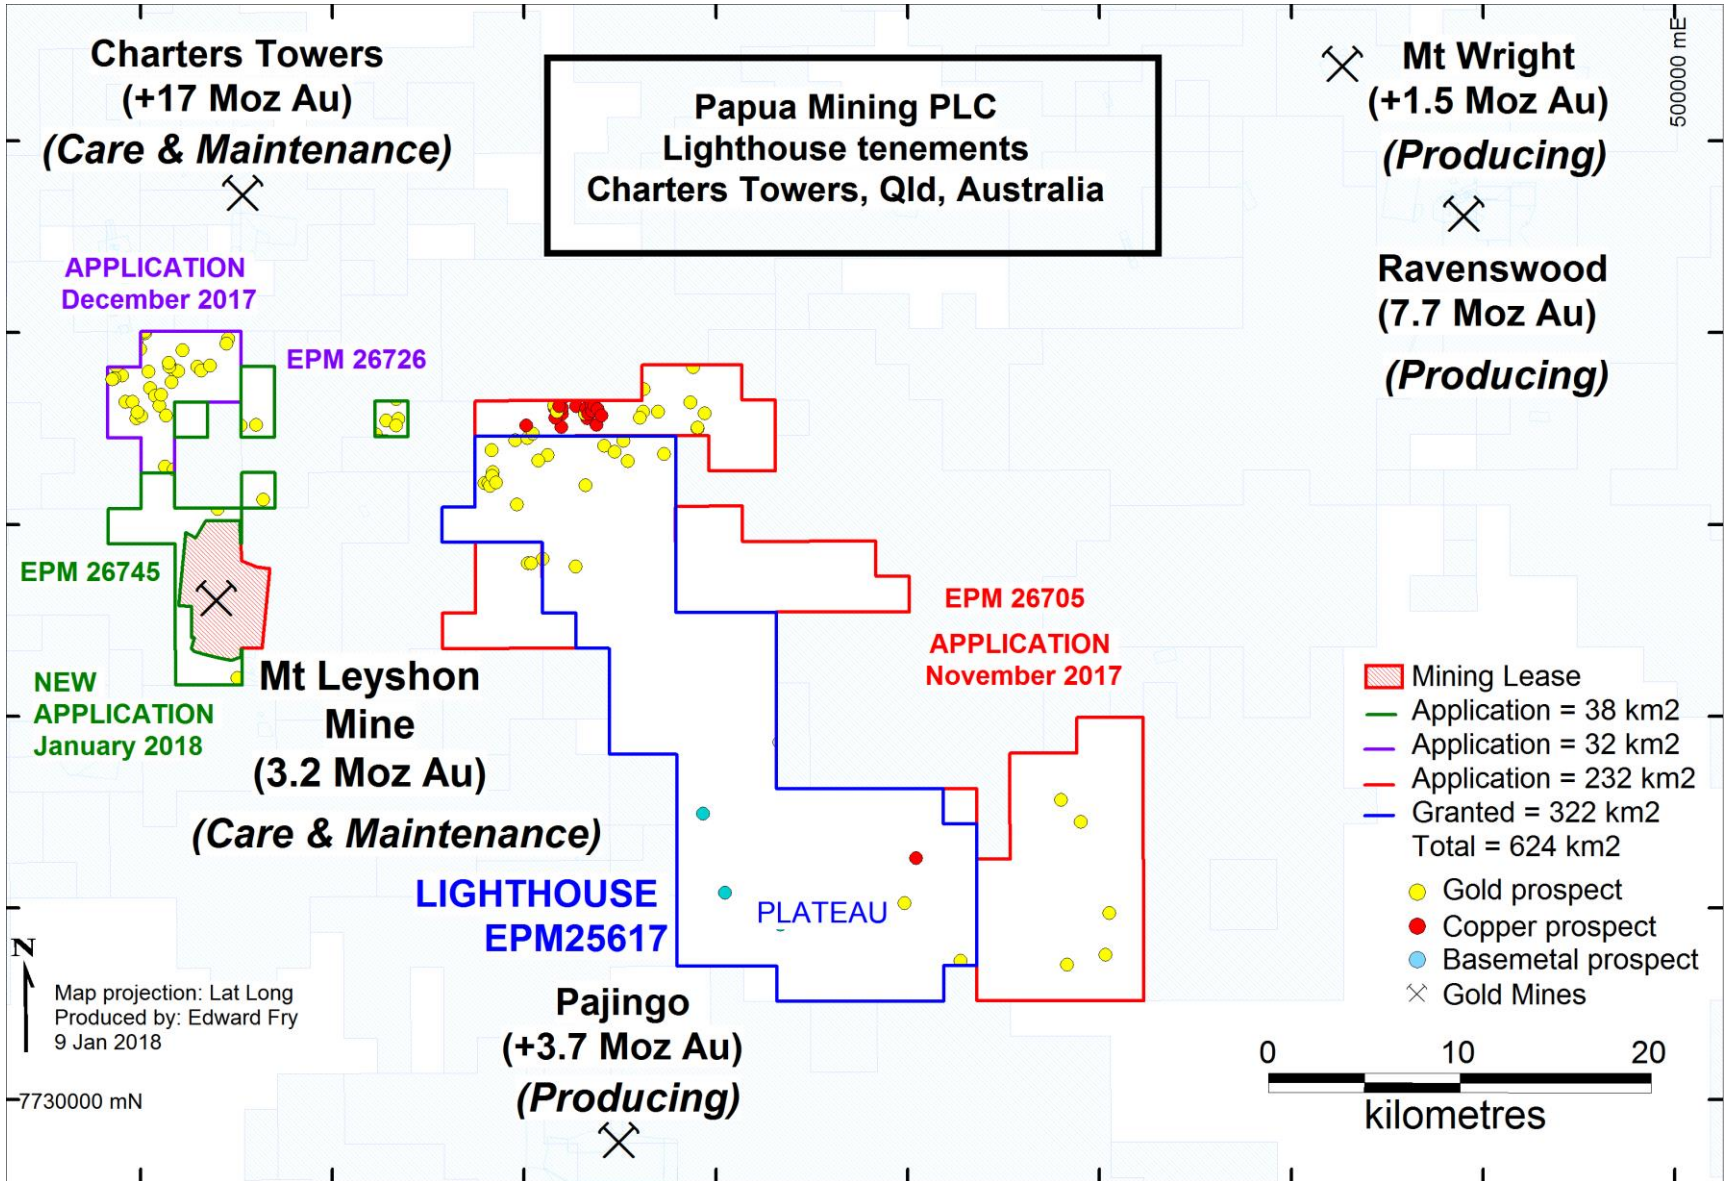 Charters Towers
(+17 Moz Au)
(Care & Maintenance)
Papua Mining PLC
Lighthouse tenements
Charters Towers, Qld, Australia
Mt Wright
(+1.5 Moz Au)
(Producing)
500000 mE
Ravenswood
(7.7 Moz Au)
(Producing)
APPLICATION
December 2017
EPM 26726
EPM 26745
NEW
APPLICATION
January 2018
Mt Leyshon
Mine
(3.2 Moz Au)
(Care & Maintenance)
EPM 26705
APPLICATION
November 2017
LIGHTHOUSE
EPM25617
PLATEAU
Pajingo
(+3.7 Moz Au)
(Producing)
Mining Lease
Application = 38 km2
Application = 32 km2
Application = 232 km2
Granted = 322 km2
Total = 624 km2
Gold prospect
Copper prospect
Basemetal prospect
Gold Mines
N
Map projection: Lat Long
Produced by: Edward Fry
9 Jan 2018
7730000 mN
0 10 20
kilometres